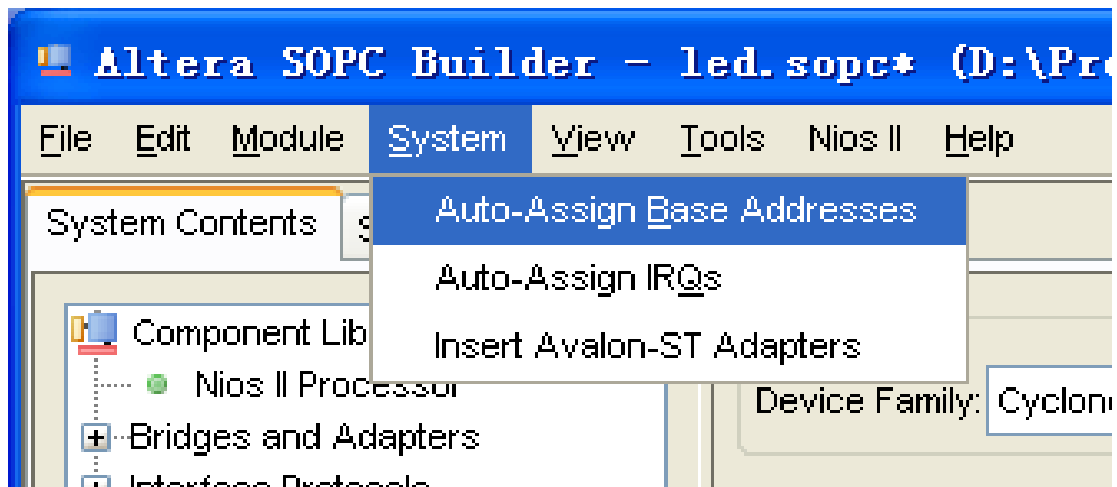 Altera SOPC Builder - led.sopc* (D:\Pr
File Edit Module System View Tools Nios II Help
System Contents
Auto-Assign Base Addresses
Auto-Assign IRQs
Insert Avalon-ST Adapters
Component Lib
Nios II Processor
Device Family: Cyclon
Bridges and Adapters
Interface Protocols